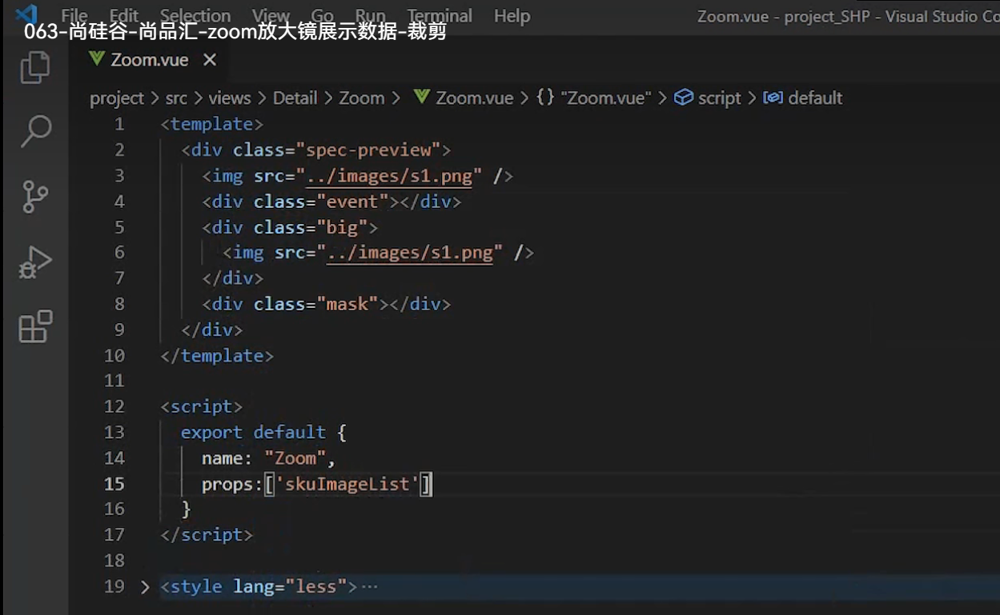 File Edit Selection View Go Run Terminal Help Zoom.vue - project_SHP - Visual Studio Co
063-尚硅谷-尚品汇-zoom放大镜展示数据-裁剪
Zoom.vue ×
project > src > views > Detail > Zoom > Zoom.vue > {} "Zoom.vue" > script > default
1 <template>
2 <div class="spec-preview">
3 <img src="../images/s1.png" />
4 <div class="event"></div>
5 <div class="big">
6 <img src="../images/s1.png" />
7 </div>
8 <div class="mask"></div>
9 </div>
10 </template>
11
12 <script>
13 export default {
14 name: "Zoom",
15 props:['skuImageList']
16 }
17 </script>
18
19 > <style lang="less">···